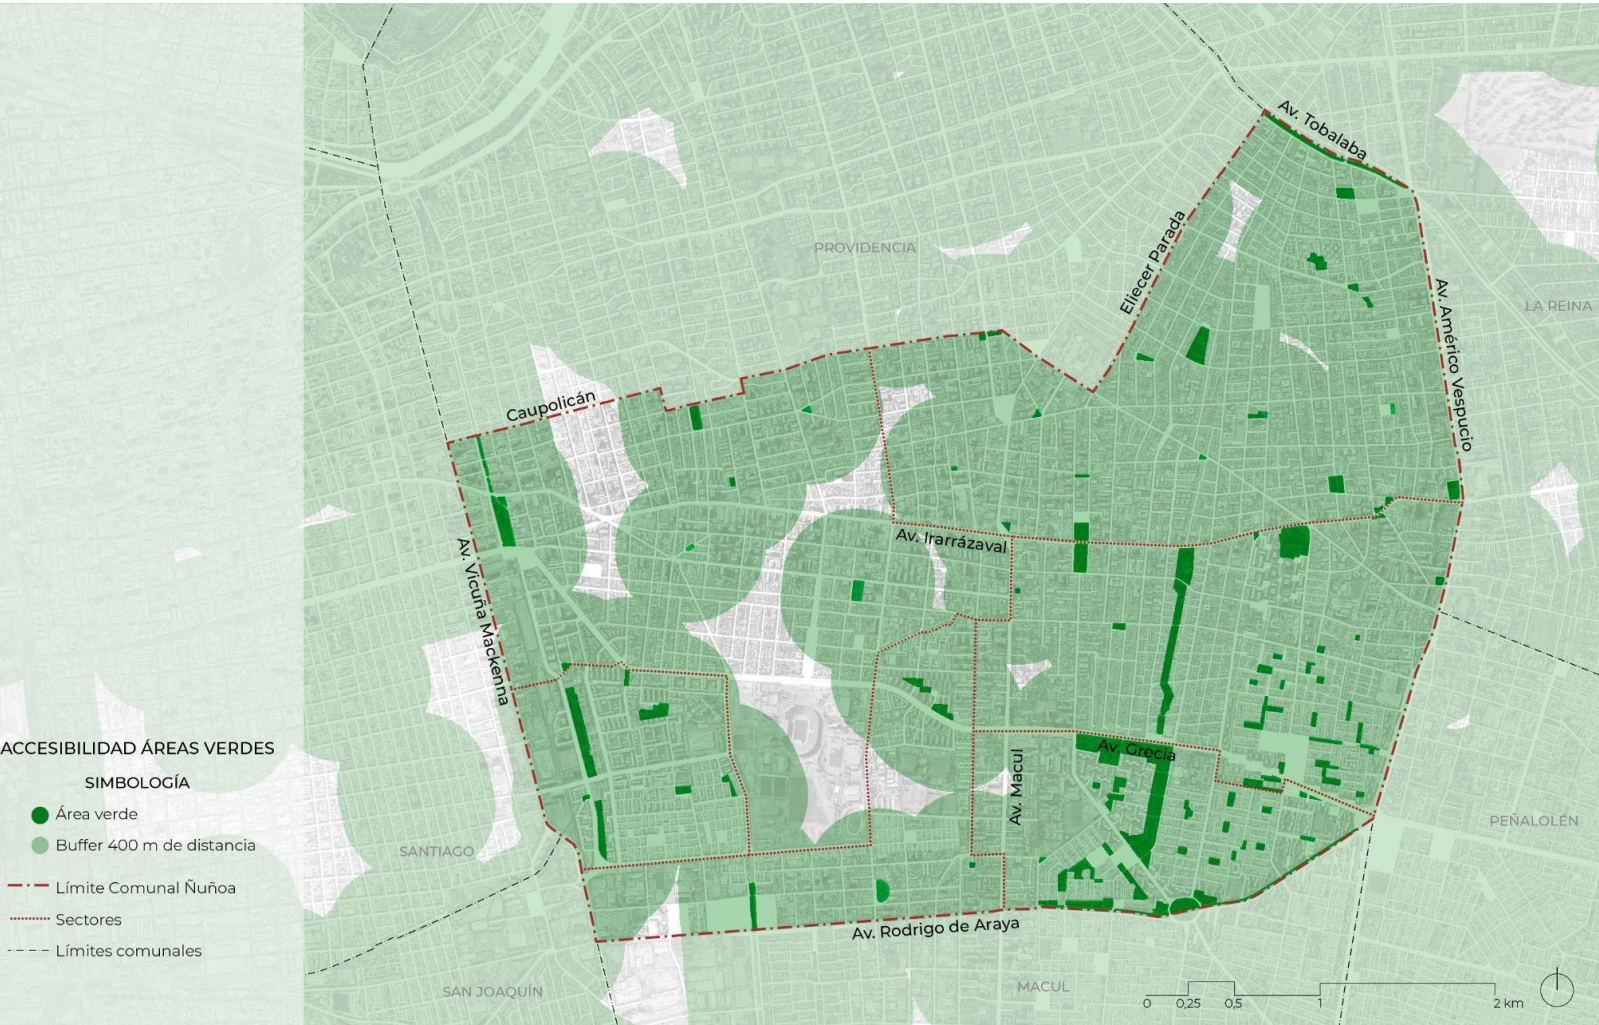 Av. Tobalaba
PROVIDENCIA
Eliecer Parada
LA REINA
Av. Américo Vespucio
Caupolicán
Av. Irarrázaval
Av. Vicuña Mackenna
Av. Grecia
Av. Macul
PEÑALOLÉN
SANTIAGO
Av. Rodrigo de Araya
SAN JOAQUÍN
MACUL
ACCESIBILIDAD ÁREAS VERDES
SIMBOLOGÍA
Área verde
Buffer 400 m de distancia
Límite Comunal Ñuñoa
Sectores
Límites comunales
0 0,25 0,5 1 2 km